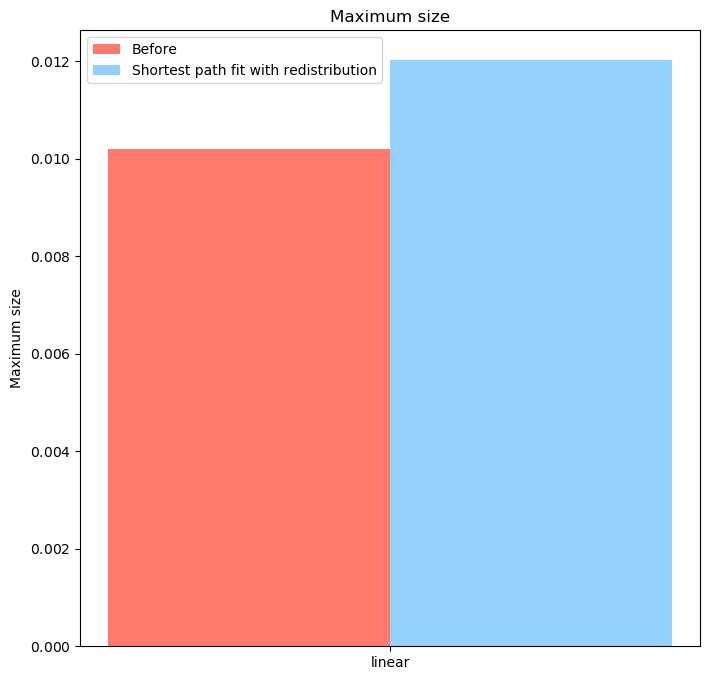 Maximum size
Before
Shortest path fit with redistribution
Maximum size
0.012
0.010
0.008
0.006
0.004
0.002
0.000
linear